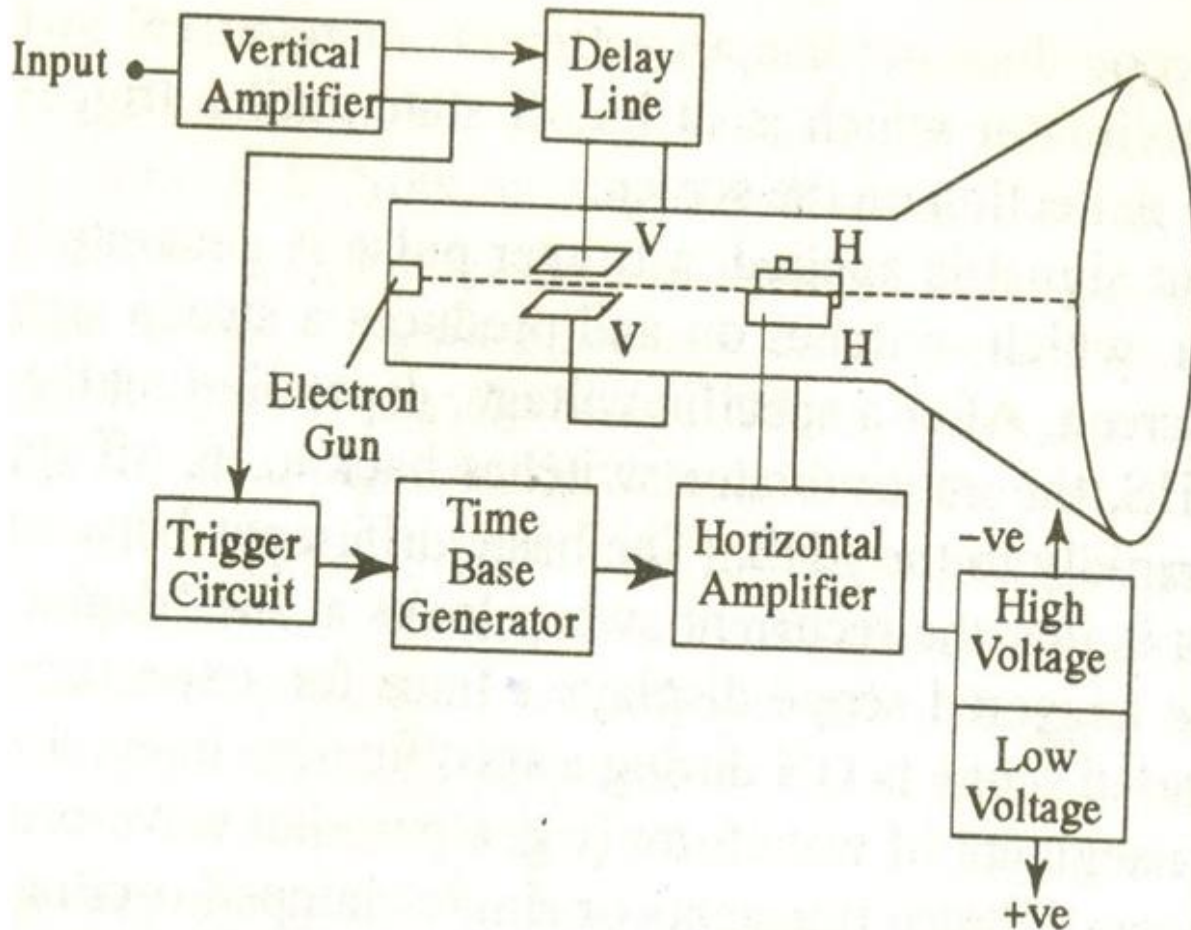 Input
Vertical
Amplifier
Delay
Line
V
V
H
H
Electron
Gun
Trigger
Circuit
Time
Base
Generator
Horizontal
Amplifier
–ve
High
Voltage
Low
Voltage
+ve